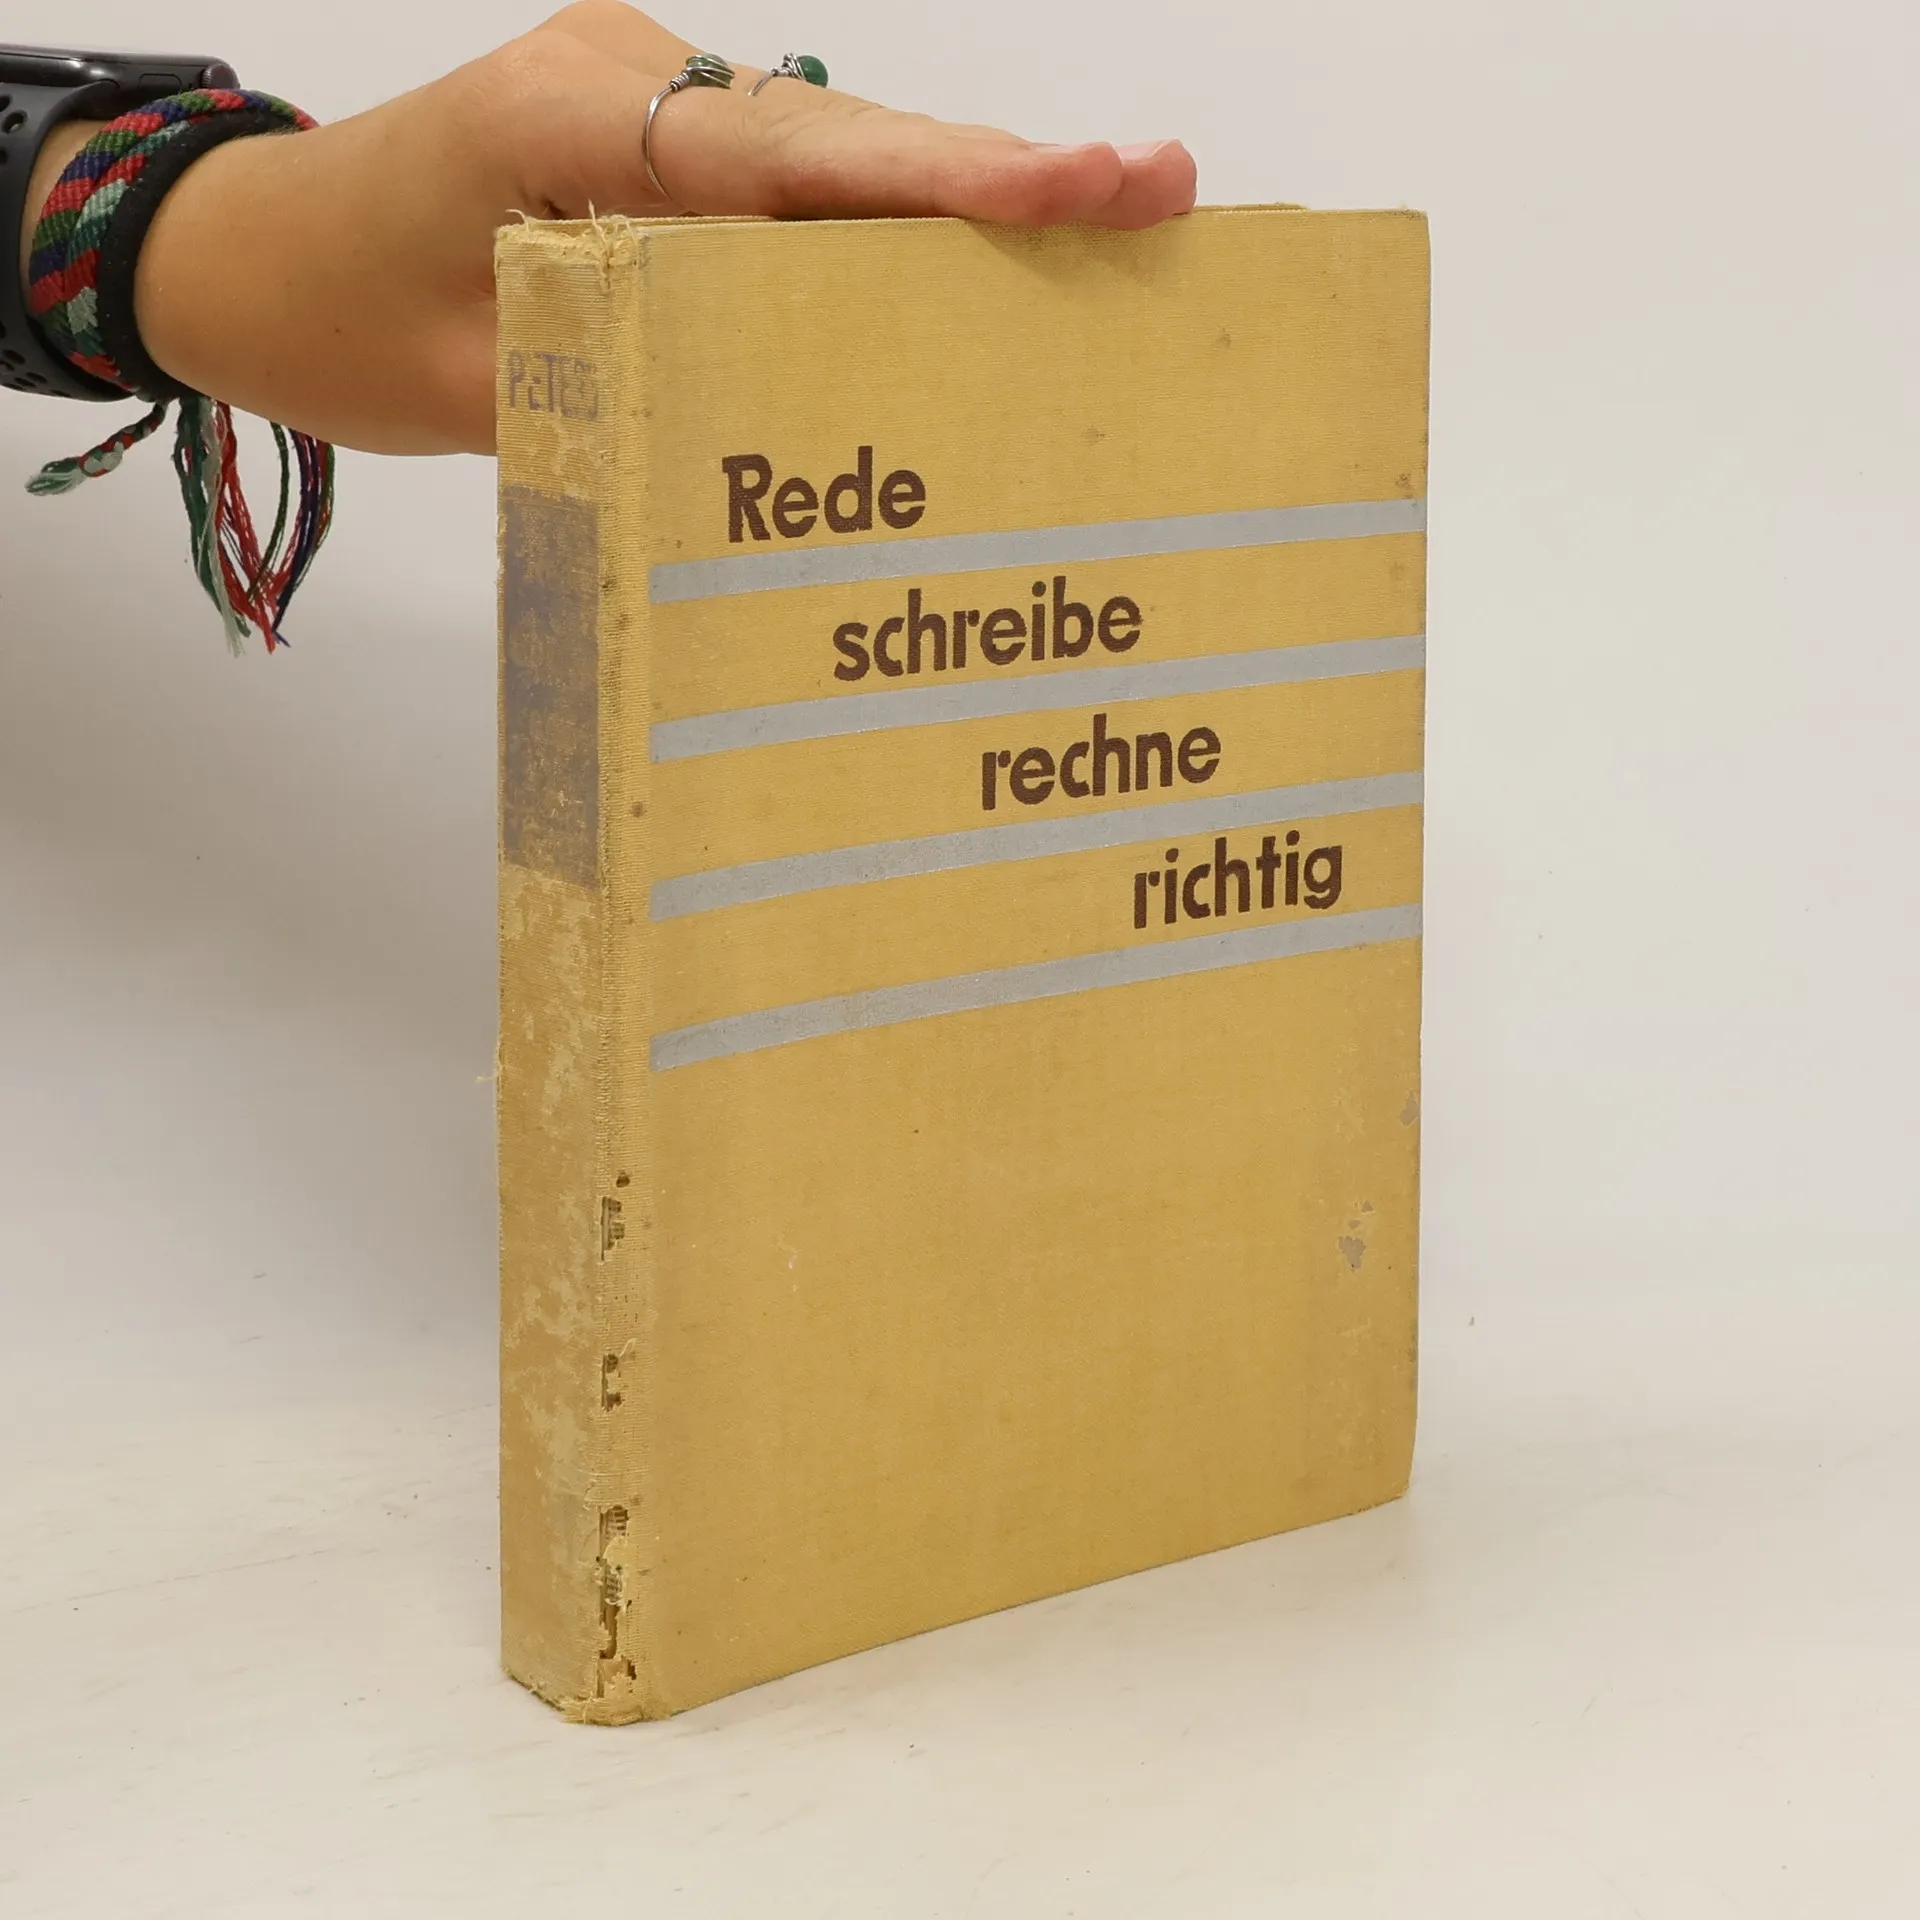 PETERS
Rede
schreibe
rechne
richtig